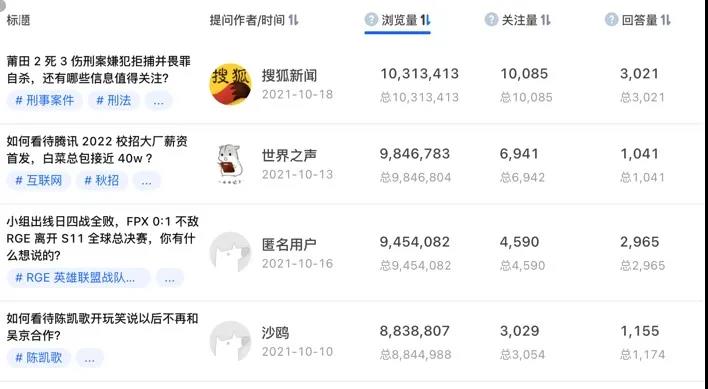 标题 提问作者/时间 浏览量 关注量 回答量
莆田 2 死 3 伤刑案嫌犯拒捕并畏罪
自杀，还有哪些信息值得关注?
# 刑事案件 # 刑法 ...
搜狐
搜狐新闻
2021-10-18
10,313,413
总10,313,413
10,085
总10,085
3,021
总3,021
如何看待腾讯 2022 校招大厂薪资
首发，白菜总包接近 40w ?
# 互联网 # 秋招 ...
世界之声
2021-10-13
9,846,783
总9,846,804
6,941
总6,942
1,041
总1,041
小组出线日四战全败，FPX 0:1 不敌
RGE 离开 S11 全球总决赛，你有什
么想说的?
# RGE 英雄联盟战队... ...
匿名用户
2021-10-16
9,454,082
总9,454,082
4,590
总4,590
2,965
总2,965
如何看待陈凯歌开玩笑说以后不再和
吴京合作?
# 陈凯歌 ...
沙鸥
2021-10-10
8,838,807
总8,844,988
3,029
总3,054
1,155
总1,174